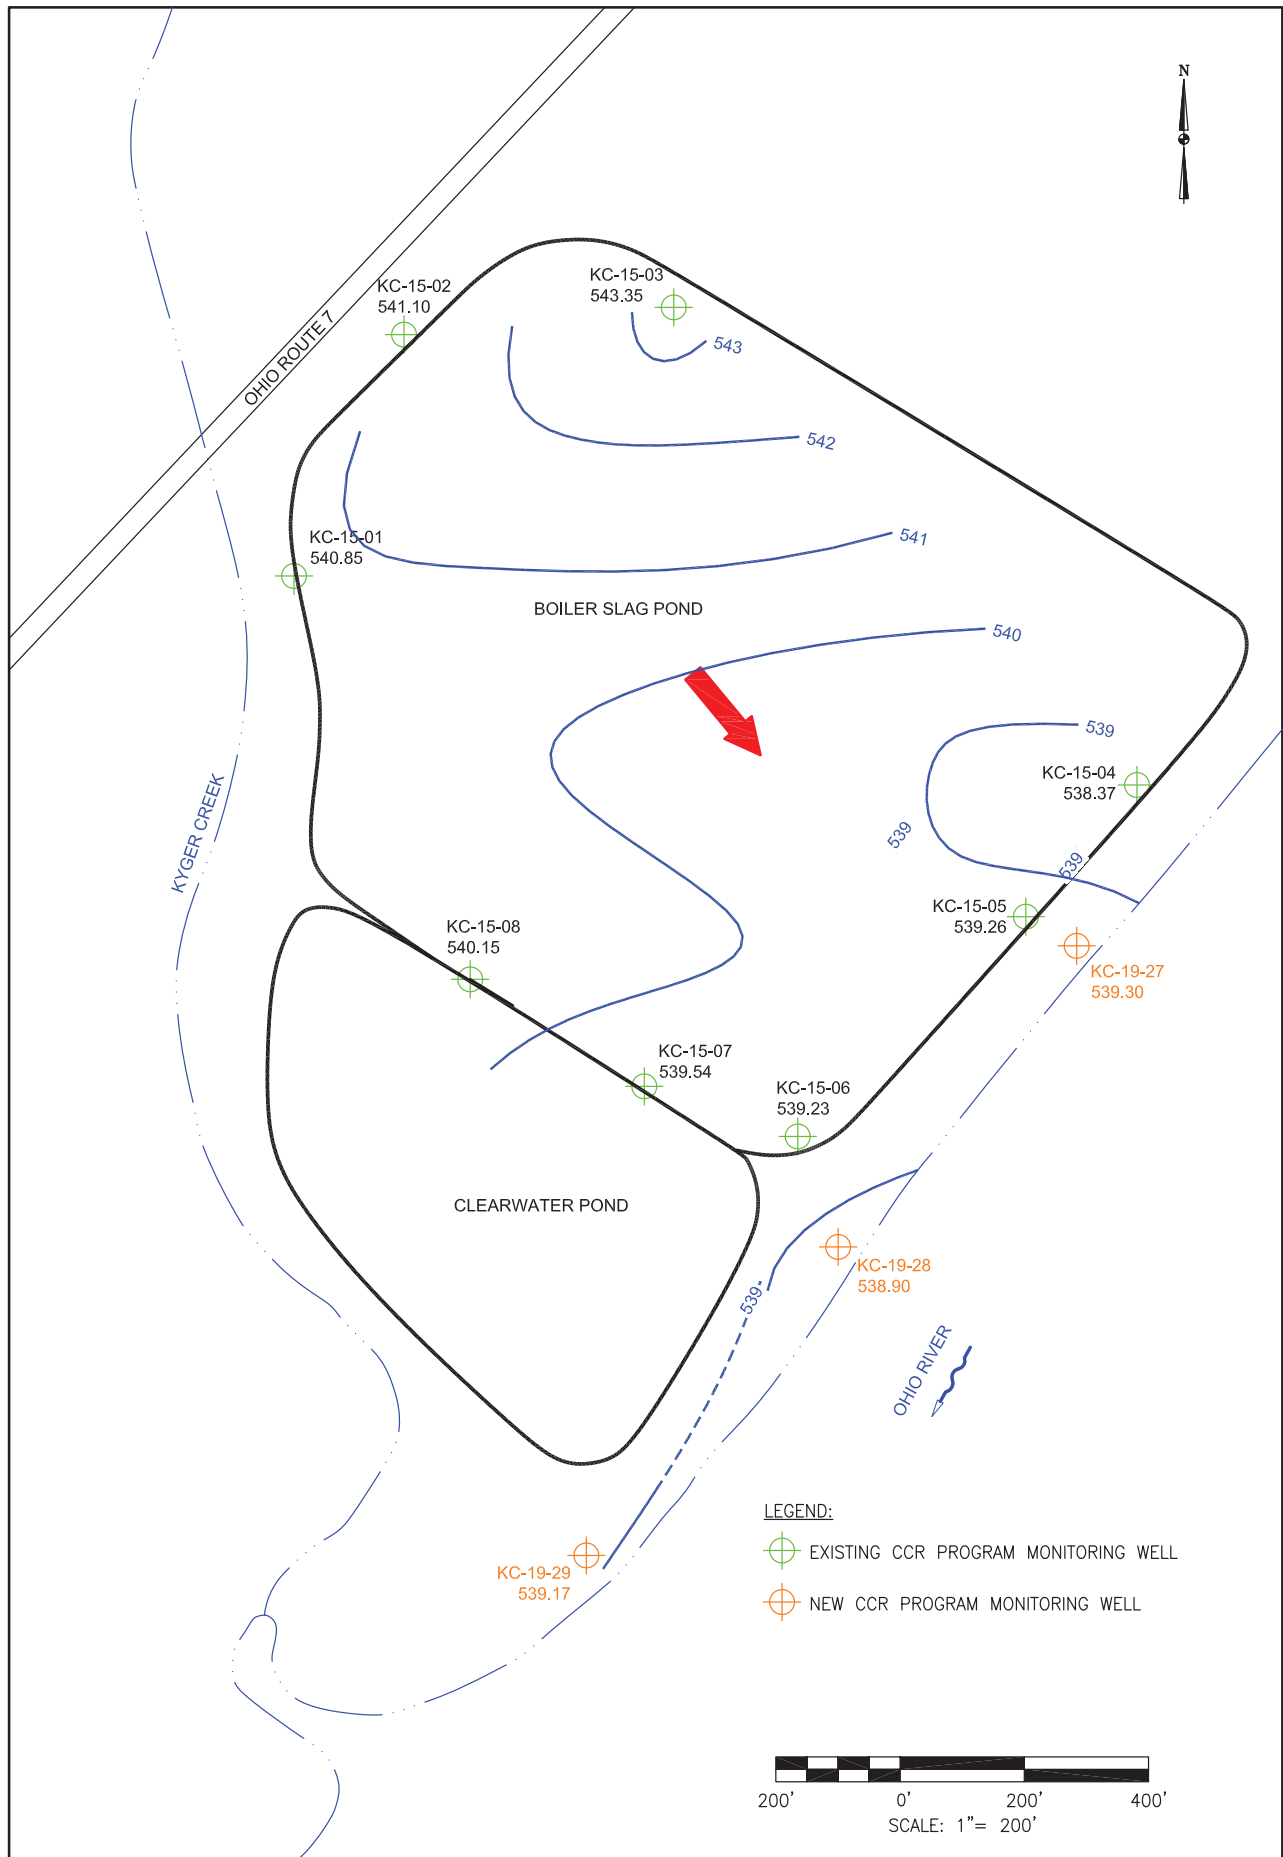 N
KC-15-03
543.35
KC-15-02
541.10
OHIO ROUTE 7
543
542
KC-15-01
540.85
541
BOILER SLAG POND
540
539
KC-15-04
538.37
KYGER CREEK
539
539
KC-15-05
539.26
KC-15-08
540.15
KC-19-27
539.30
KC-15-07
539.54
KC-15-06
539.23
CLEARWATER POND
KC-19-28
538.90
539
OHIO RIVER
LEGEND:
EXISTING CCR PROGRAM MONITORING WELL
KC-19-29
539.17
NEW CCR PROGRAM MONITORING WELL
200' 0' 200' 400'
SCALE: 1"= 200'